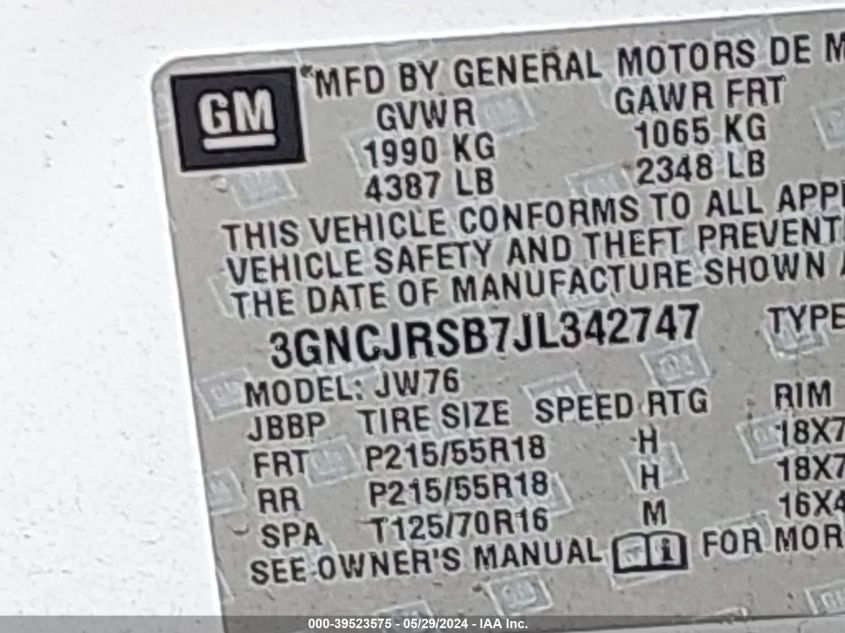 GM
MFD BY GENERAL MOTORS DE M
GVWR GAWR FRT
1990 KG 1065 KG
4387 LB 2348 LB
THIS VEHICLE CONFORMS TO ALL APPL
VEHICLE SAFETY AND THEFT PREVENTI
THE DATE OF MANUFACTURE SHOWN A
3GNCJRSB7JL342747 TYPE
MODEL: JW76
JBBP TIRE SIZE SPEED RTG RIM
FRT P215/55R18 H 18X7
RR P215/55R18 H 18X7
SPA T125/70R16 M 16X4
SEE OWNER'S MANUAL FOR MOR
000-39523575 - 05/29/2024 - IAA Inc.